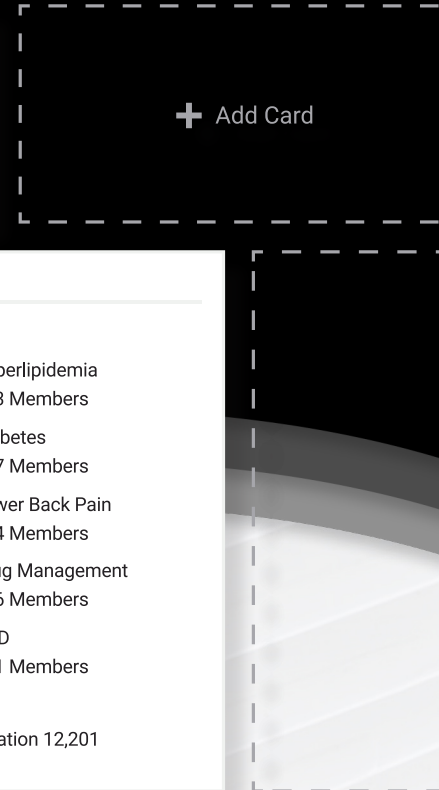 Add Card
perlipidemia
3 Members
betes
7 Members
wer Back Pain
4 Members
g Management
6 Members
D
Members
ation 12,201